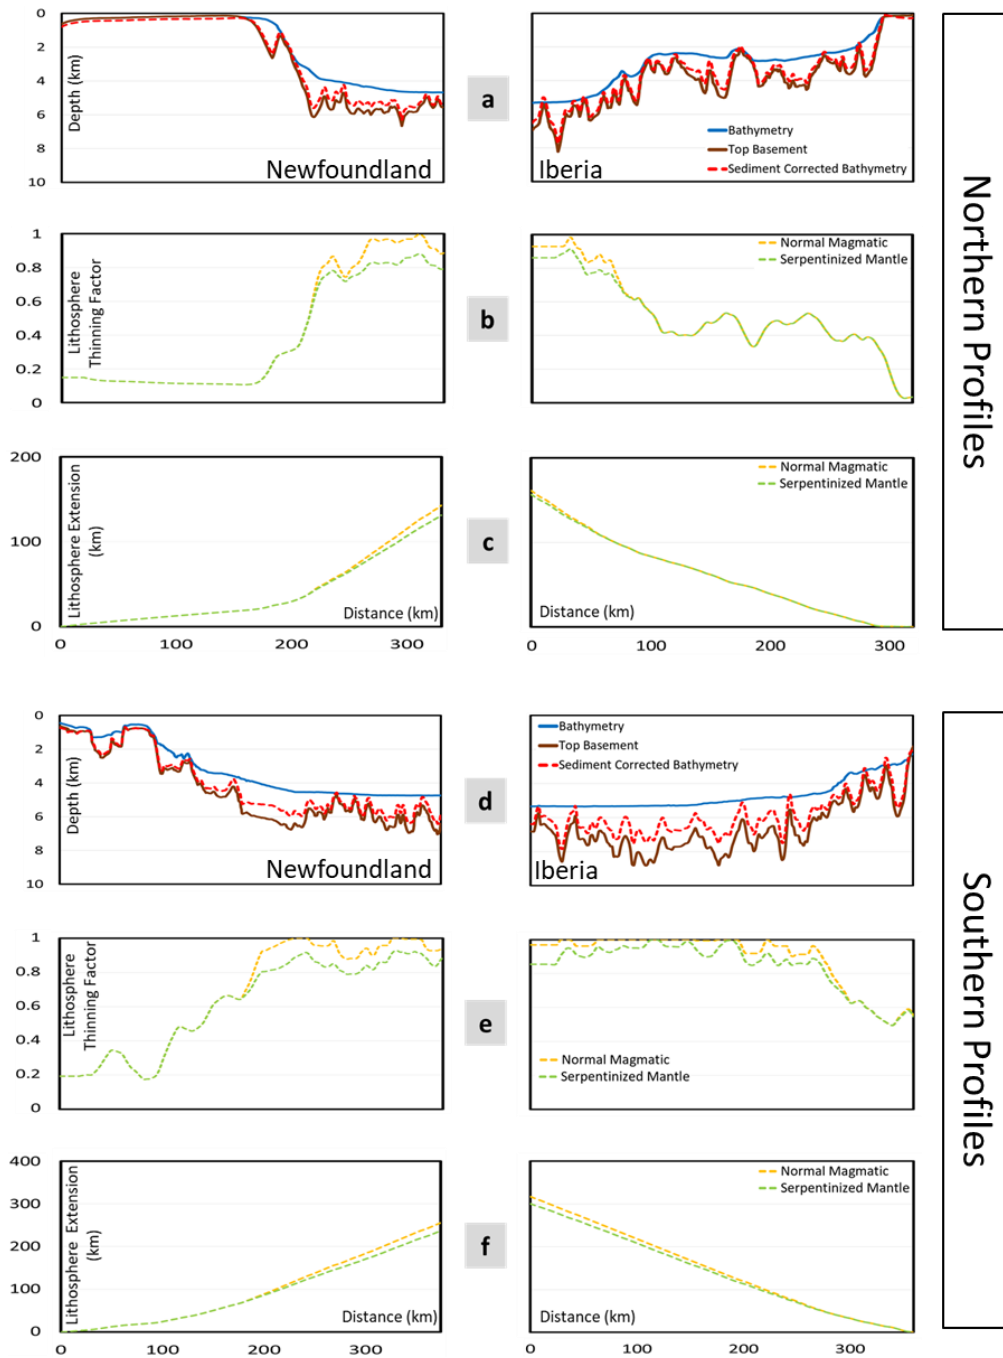 0
2
4
6
8
10
Depth (km)
Newfoundland
a
Iberia
Bathymetry
Top Basement
Sediment Corrected Bathymetry
1
0.8
0.6
0.4
0.2
0
Lithosphere
Thinning Factor
b
Normal Magmatic
Serpentinized Mantle
200
100
0
Lithosphere Extension
(km)
Distance (km)
0 100 200 300
c
Normal Magmatic
Serpentinized Mantle
Distance (km)
0 100 200 300
Northern Profiles
0
2
4
6
8
10
Depth (km)
Newfoundland
d
Bathymetry
Top Basement
Sediment Corrected Bathymetry
Iberia
1
0.8
0.6
0.4
0.2
0
Lithosphere
Thinning Factor
e
Normal Magmatic
Serpentinized Mantle
400
300
200
100
0
Lithosphere Extension
(km)
Distance (km)
0 100 200 300
f
Normal Magmatic
Serpentinized Mantle
Distance (km)
0 100 200 300
Southern Profiles